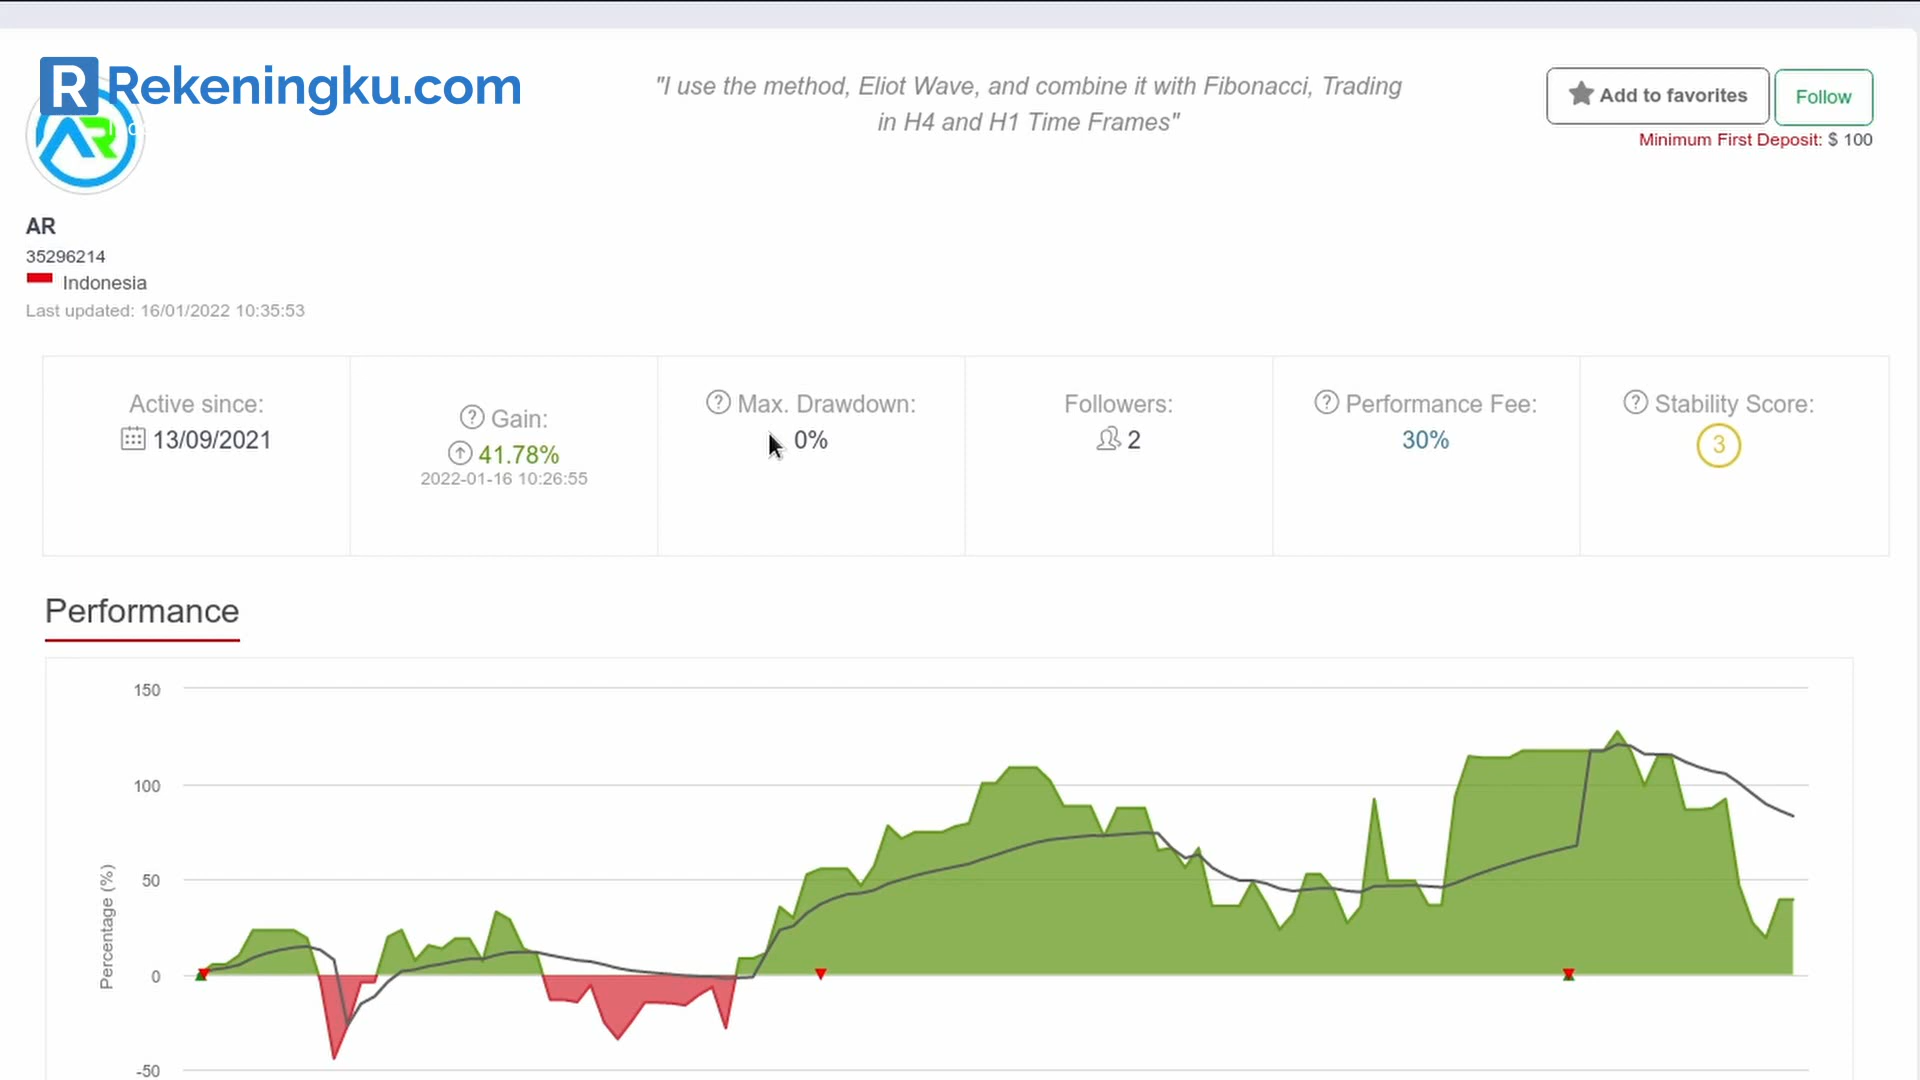 Rekeningku.com
"I use the method, Eliot Wave, and combine it with Fibonacci, Trading
in H4 and H1 Time Frames"
Add to favorites
Follow
Minimum First Deposit: $ 100
AR
AR
35296214
Indonesia
Last updated: 16/01/2022 10:35:53
Active since:
13/09/2021
Gain:
41.78%
2022-01-16 10:26:55
Max. Drawdown:
0%
Followers:
2
Performance Fee:
30%
Stability Score:
3
Performance
150
100
50
0
-50
Percentage (%)